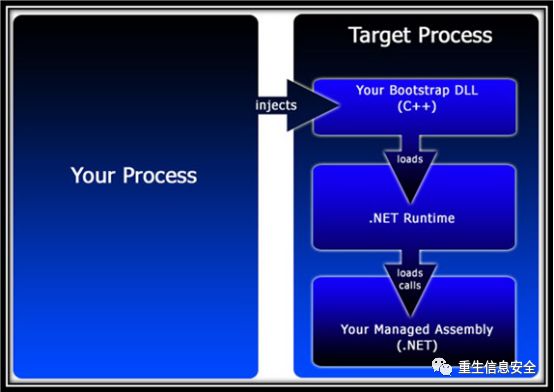 Target Process
Your Bootstrap DLL
(C++)
injects
loads
Your Process
.NET Runtime
loads
calls
Your Managed Assembly
(.NET)
重生信息安全